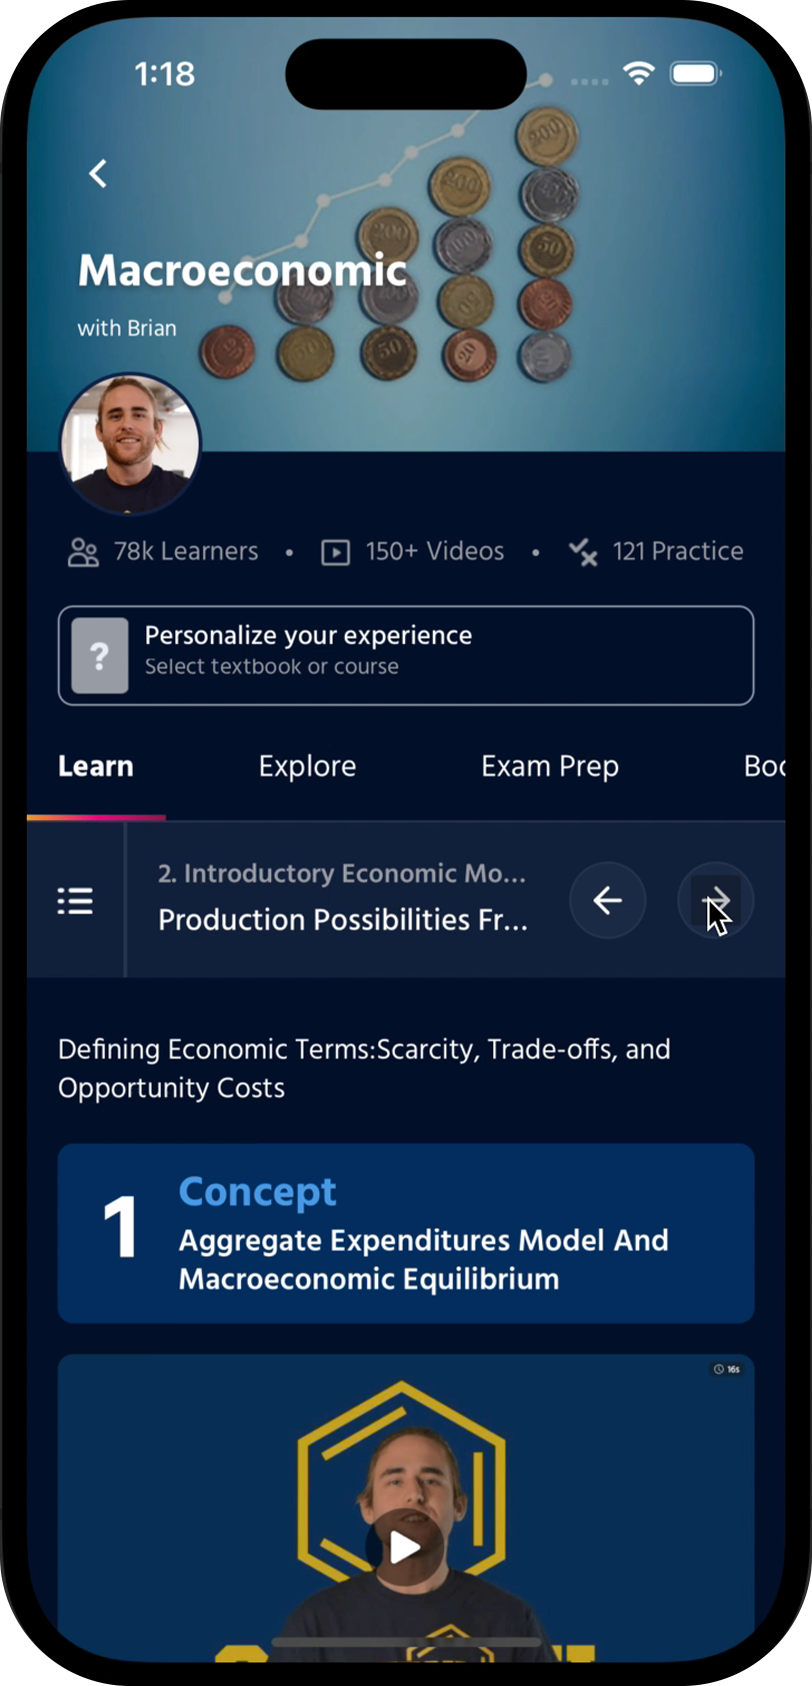 1:18
Macroeconomic
with Brian
78k Learners • 150+ Videos • 121 Practice
?
Personalize your experience
Select textbook or course
Learn Explore Exam Prep Boo
2. Introductory Economic Mo...
Production Possibilities Fr...
Defining Economic Terms:Scarcity, Trade-offs, and
Opportunity Costs
1
Concept
Aggregate Expenditures Model And
Macroeconomic Equilibrium
16s